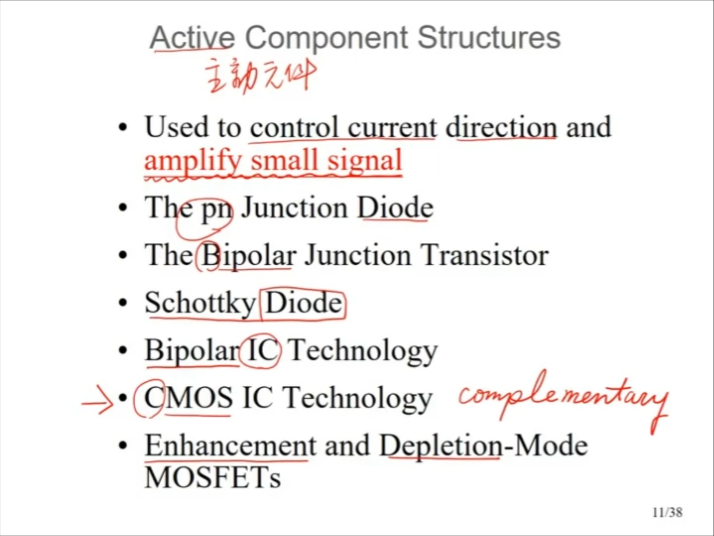 Active Component Structures
主動元件
• Used to control current direction and
amplify small signal
• The pn Junction Diode
• The Bipolar Junction Transistor
• Schottky Diode
• Bipolar IC Technology
• CMOS IC Technology complementary
• Enhancement and Depletion-Mode
MOSFETs
11/38